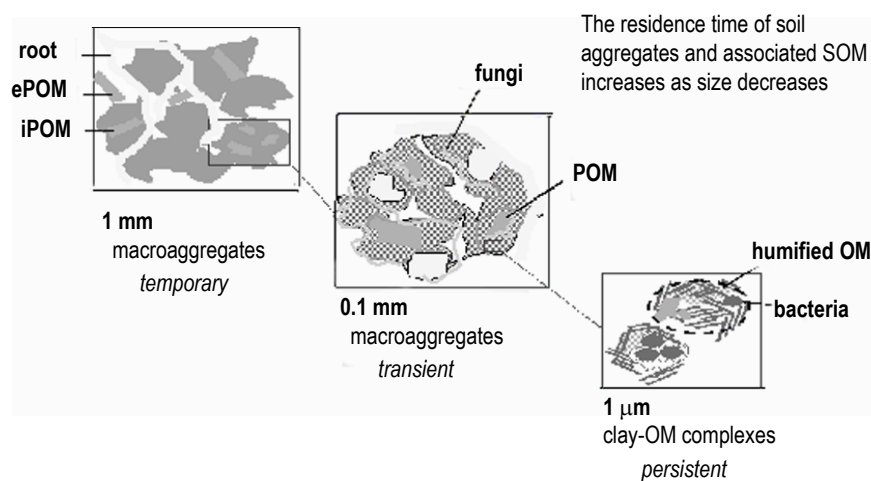 The residence time of soil
aggregates and associated SOM
increases as size decreases
root
ePOM
iPOM
1 mm
macroaggregates
temporary
fungi
POM
0.1 mm
macroaggregates
transient
humified OM
bacteria
1 μm
clay-OM complexes
persistent